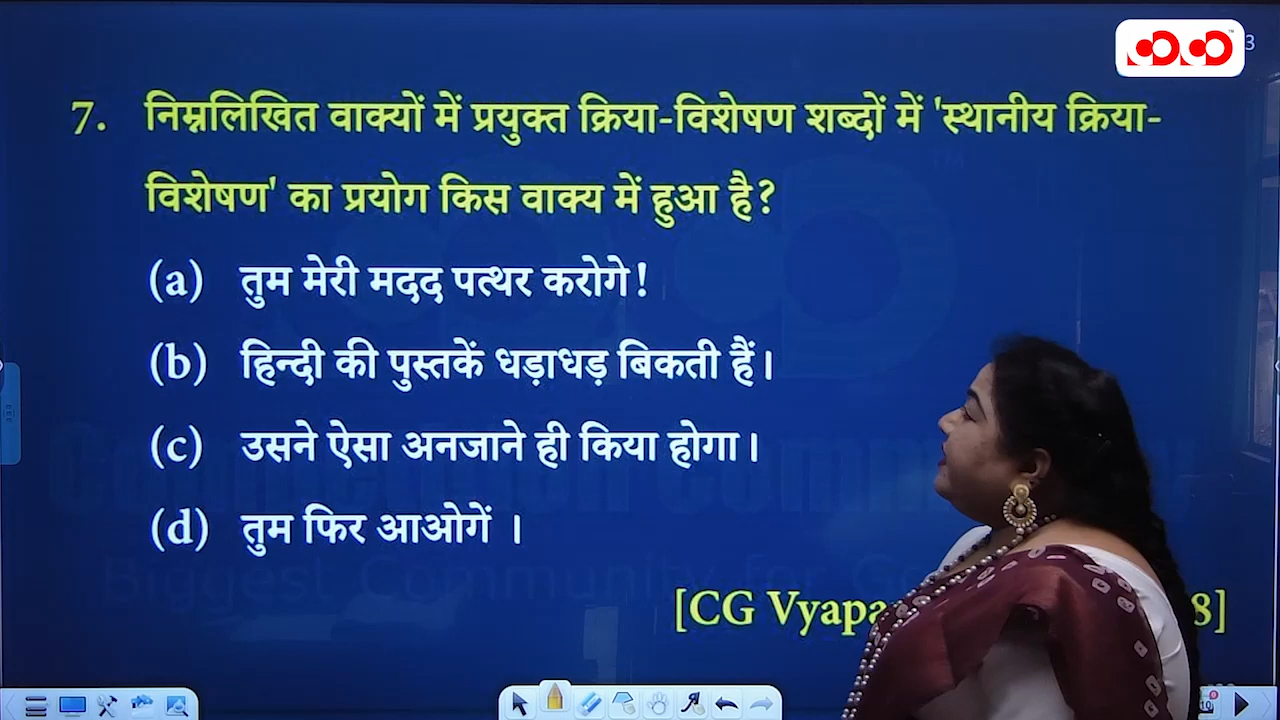 7. निम्नलिखित वाक्यों में प्रयुक्त क्रिया-विशेषण शब्दों में 'स्थानीय क्रिया-
विशेषण' का प्रयोग किस वाक्य में हुआ है?
(a) तुम मेरी मदद पत्थर करोगे!
(b) हिन्दी की पुस्तकें धड़ाधड़ बिकती हैं।
(c) उसने ऐसा अनजाने ही किया होगा।
(d) तुम फिर आओगें ।
[CG Vyapa 8]